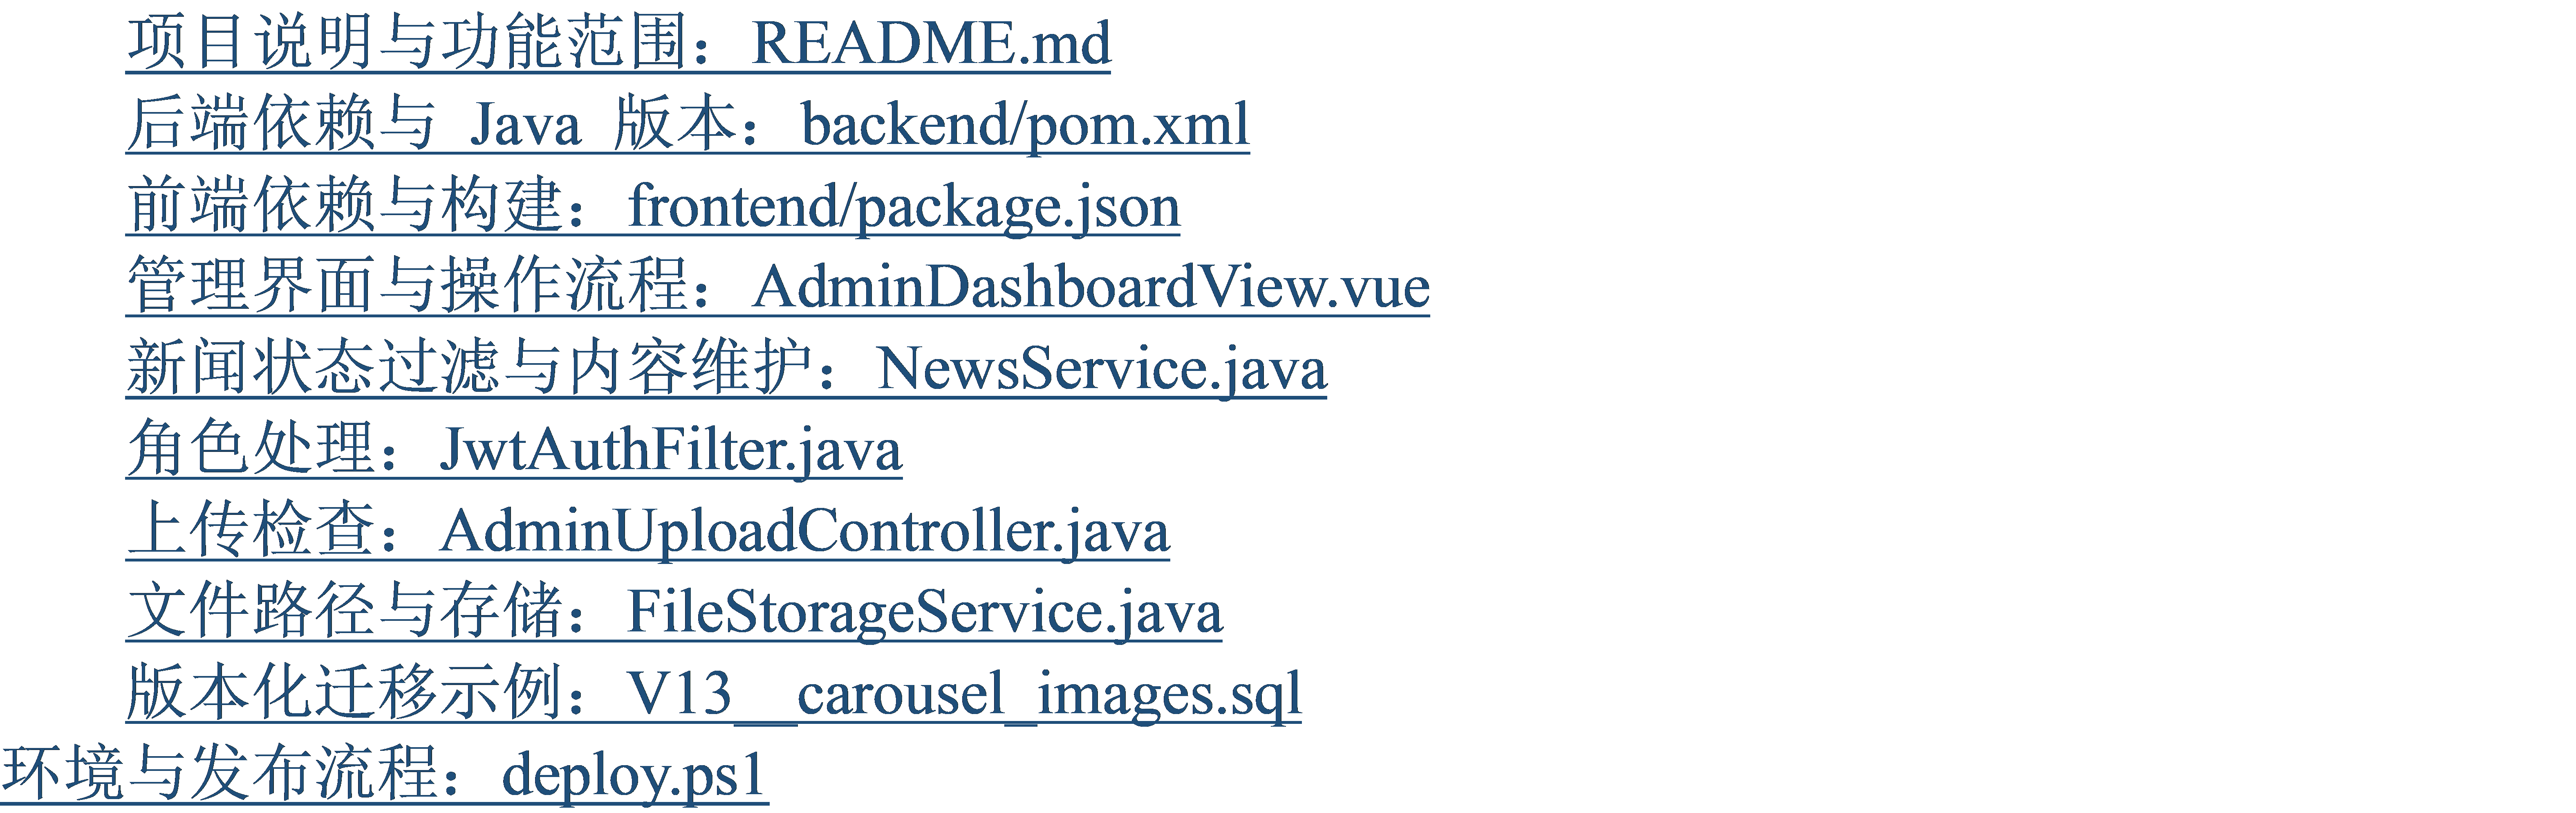 项目说明与功能范围：README.md
后端依赖与 Java 版本：backend/pom.xml
前端依赖与构建：frontend/package.json
管理界面与操作流程：AdminDashboardView.vue
新闻状态过滤与内容维护：NewsService.java
角色处理：JwtAuthFilter.java
上传检查：AdminUploadController.java
文件路径与存储：FileStorageService.java
版本化迁移示例：V13__carousel_images.sql
环境与发布流程：deploy.ps1